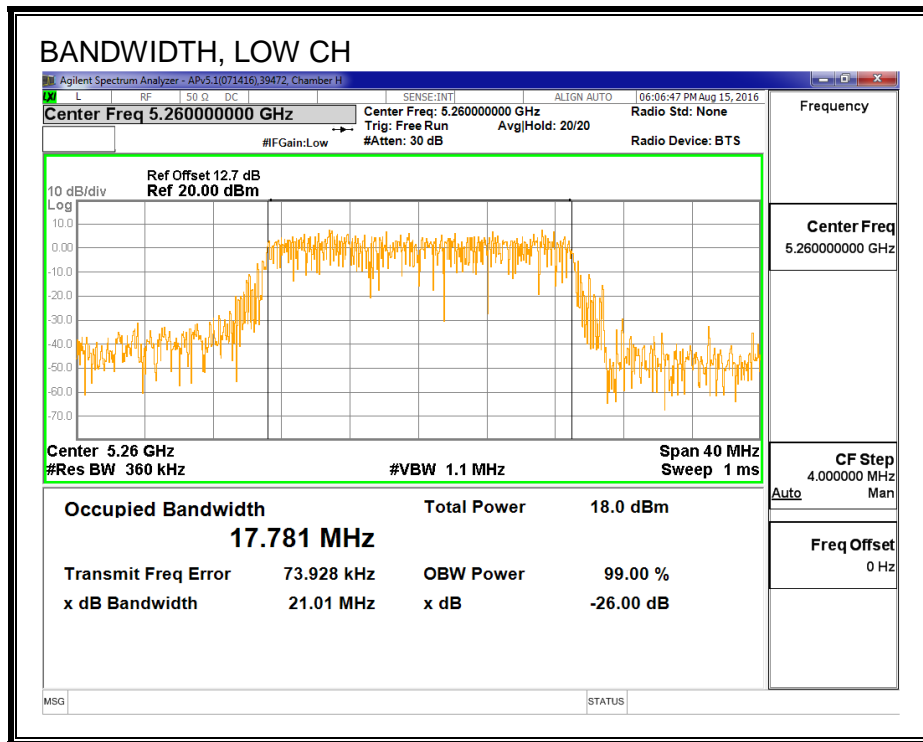 BANDWIDTH, LOW CH
Agilent Spectrum Analyzer - APv5.1(071416),39472, Chamber H
LXI L RF 50 Ω DC SENSE:INT ALIGN AUTO 06:06:47 PM Aug 15, 2016
Center Freq 5.260000000 GHz
Center Freq: 5.260000000 GHz Radio Std: None
Trig: Free Run Avg|Hold: 20/20
#IFGain:Low #Atten: 30 dB Radio Device: BTS
Frequency
Ref Offset 12.7 dB
10 dB/div Ref 20.00 dBm
Log
10.0
0.00
-10.0
-20.0
-30.0
-40.0
-50.0
-60.0
-70.0
Center 5.26 GHz Span 40 MHz
#Res BW 360 kHz #VBW 1.1 MHz Sweep 1 ms
Center Freq
5.260000000 GHz
CF Step
4.000000 MHz
Auto Man
Freq Offset
0 Hz
Occupied Bandwidth Total Power 18.0 dBm
17.781 MHz
Transmit Freq Error 73.928 kHz OBW Power 99.00 %
x dB Bandwidth 21.01 MHz x dB -26.00 dB
MSG STATUS